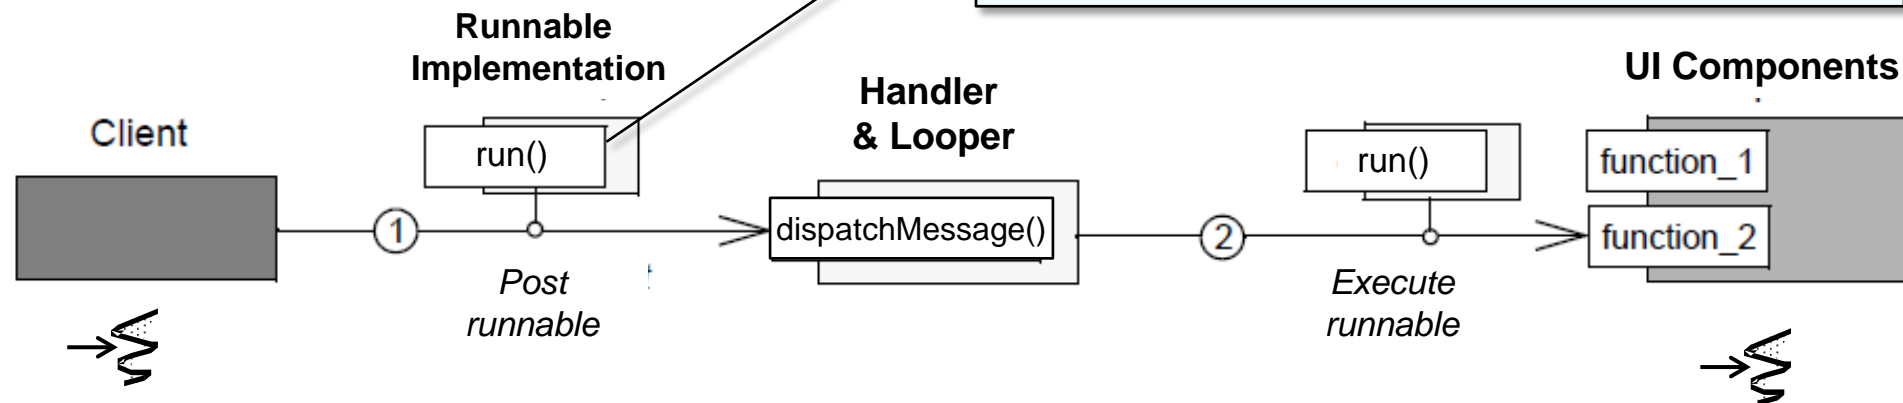 Runnable
Implementation
UI Components
Handler
& Looper
Client
run()
run()
function_1
1
dispatchMessage()
2
function_2
Post
runnable
Execute
runnable